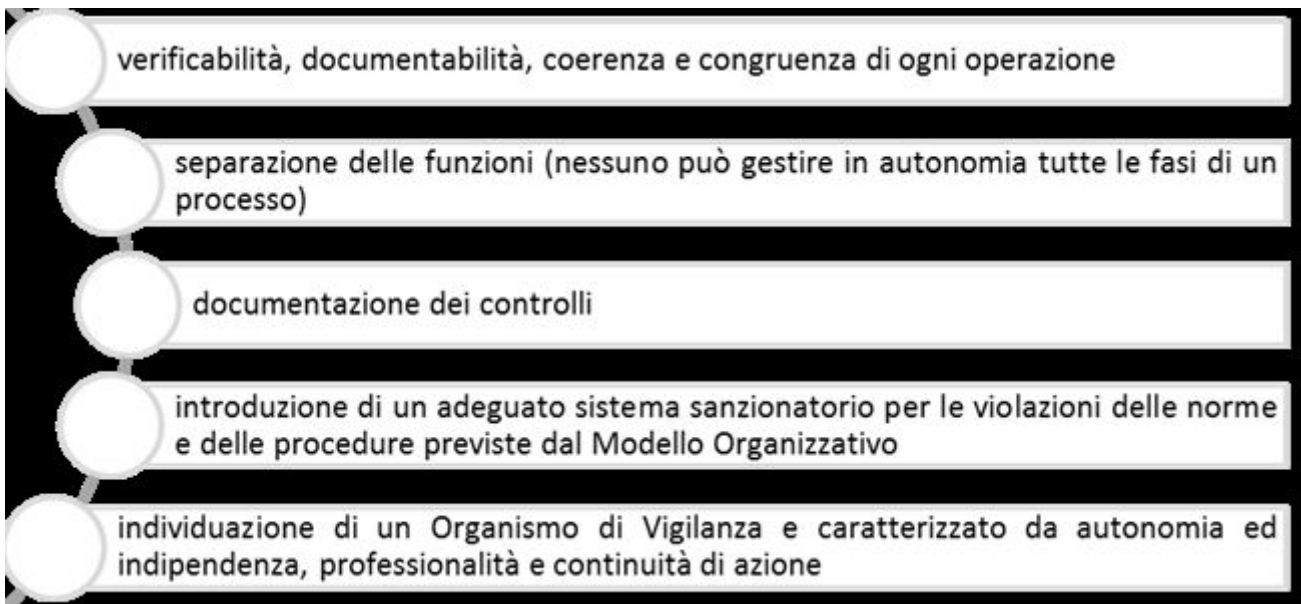 verificabilità, documentabilità, coerenza e congruenza di ogni operazione
separazione delle funzioni (nessuno può gestire in autonomia tutte le fasi di un
processo)
documentazione dei controlli
introduzione di un adeguato sistema sanzionatorio per le violazioni delle norme
e delle procedure previste dal Modello Organizzativo
individuazione di un Organismo di Vigilanza e caratterizzato da autonomia ed
indipendenza, professionalità e continuità di azione